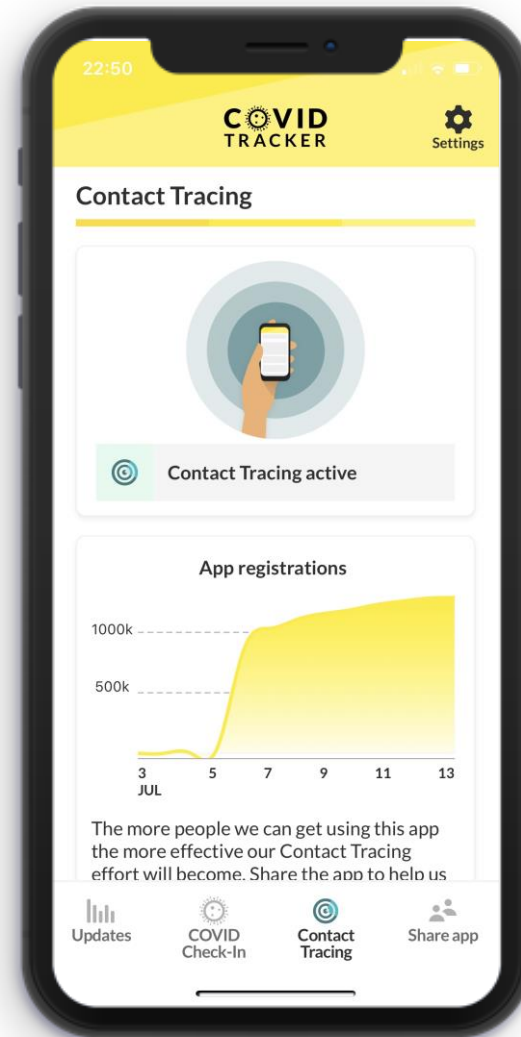 22:50
COVID
TRACKER
Settings
Contact Tracing
Contact Tracing active
App registrations
1000k
500k
3 5 7 9 11 13
JUL
The more people we can get using this app
the more effective our Contact Tracing
effort will become. Share the app to help us
Updates
COVID
Check-In
Contact
Tracing
Share app